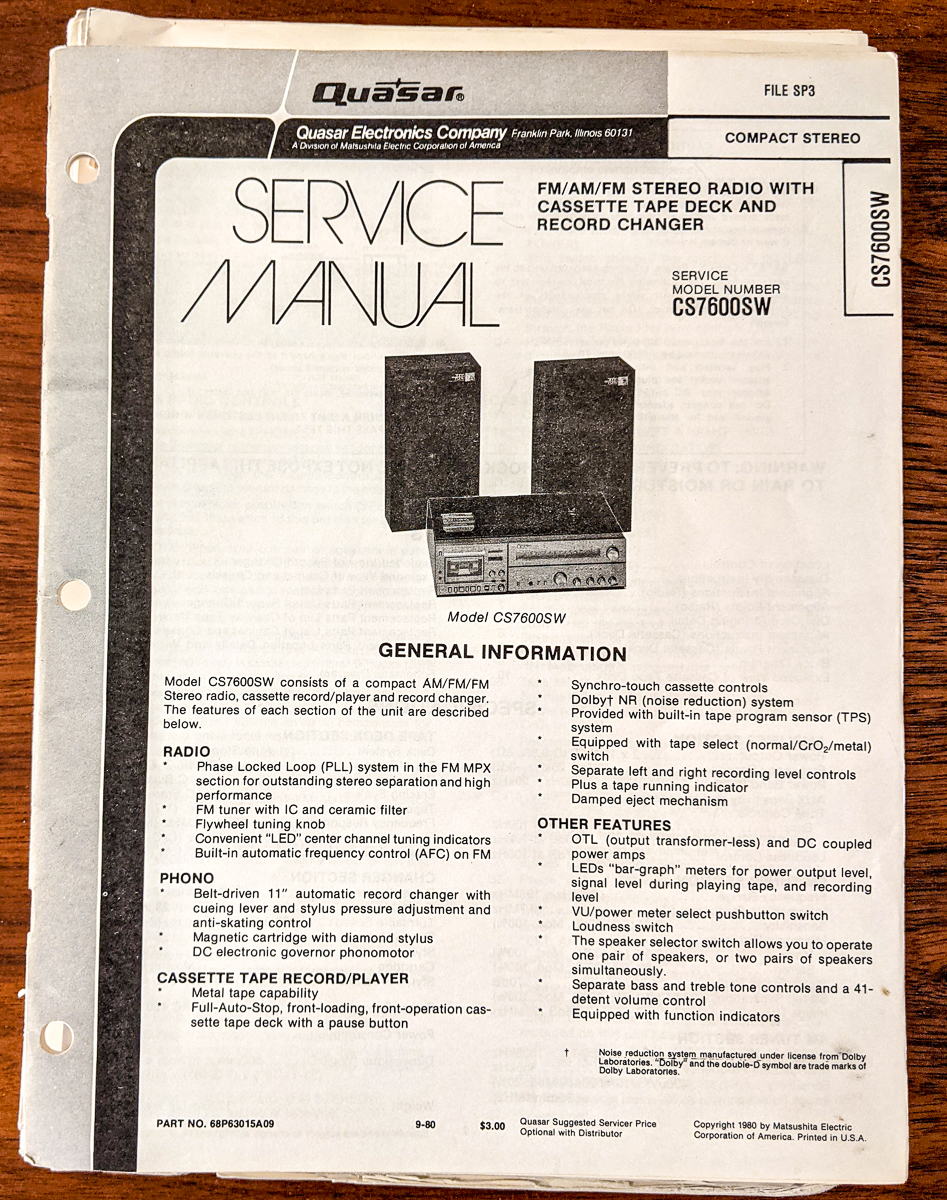 Quasar®
FILE SP3
Quasar Electronics Company Franklin Park, Illinois 60131
A Division of Matsushita Electric Corporation of America
COMPACT STEREO
SERVICE
MANUAL
FM/AM/FM STEREO RADIO WITH
CASSETTE TAPE DECK AND
RECORD CHANGER
CS7600SW
SERVICE
MODEL NUMBER
CS7600SW
Model CS7600SW
GENERAL INFORMATION
Model CS7600SW consists of a compact AM/FM/FM
Stereo radio, cassette record/player and record changer.
The features of each section of the unit are described
below.
RADIO
* Phase Locked Loop (PLL) system in the FM MPX
section for outstanding stereo separation and high
performance
* FM tuner with IC and ceramic filter
* Flywheel tuning knob
* Convenient "LED" center channel tuning indicators
* Built-in automatic frequency control (AFC) on FM
PHONO
* Belt-driven 11" automatic record changer with
cueing lever and stylus pressure adjustment and
anti-skating control
* Magnetic cartridge with diamond stylus
* DC electronic governor phonomotor
CASSETTE TAPE RECORD/PLAYER
* Metal tape capability
* Full-Auto-Stop, front-loading, front-operation cas-
sette tape deck with a pause button
* Synchro-touch cassette controls
* Dolby† NR (noise reduction) system
* Provided with built-in tape program sensor (TPS)
system
* Equipped with tape select (normal/CrO₂/metal)
switch
* Separate left and right recording level controls
* Plus a tape running indicator
* Damped eject mechanism
OTHER FEATURES
* OTL (output transformer-less) and DC coupled
power amps
* LEDs "bar-graph" meters for power output level,
signal level during playing tape, and recording
level
* VU/power meter select pushbutton switch
* Loudness switch
* The speaker selector switch allows you to operate
one pair of speakers, or two pairs of speakers
simultaneously.
* Separate bass and treble tone controls and a 41-
detent volume control
* Equipped with function indicators
† Noise reduction system manufactured under license from Dolby
Laboratories. "Dolby" and the double-D symbol are trade marks of
Dolby Laboratories.
PART NO. 68P63015A09
9-80
$3.00
Quasar Suggested Servicer Price
Optional with Distributor
Copyright 1980 by Matsushita Electric
Corporation of America. Printed in U.S.A.